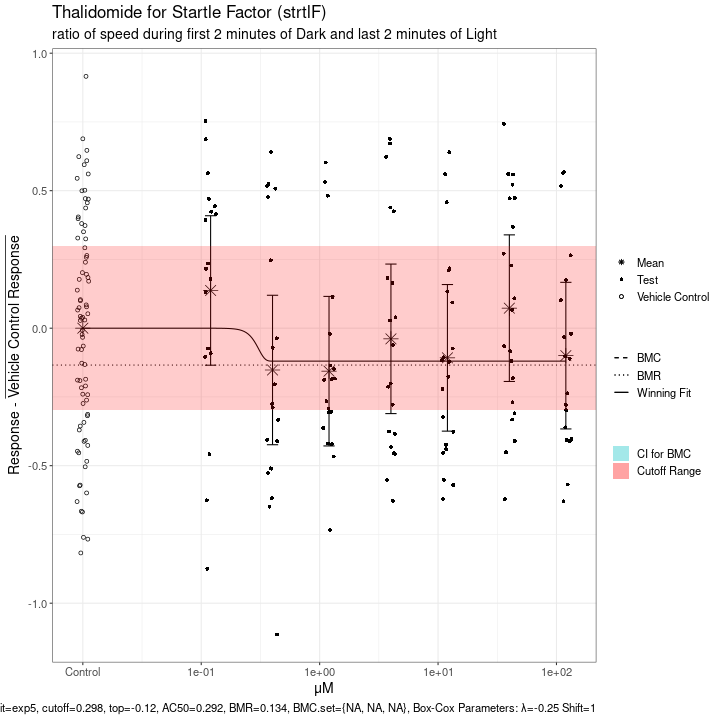 Thalidomide for Startle Factor (strtlF)
ratio of speed during first 2 minutes of Dark and last 2 minutes of Light
Response - Vehicle Control Response
1.0
0.5
0.0
-0.5
-1.0
Control
1e-01
1e+00
1e+01
1e+02
μM
Mean
Test
Vehicle Control
BMC
BMR
Winning Fit
CI for BMC
Cutoff Range
it=exp5, cutoff=0.298, top=-0.12, AC50=0.292, BMR=0.134, BMC.set={NA, NA, NA}, Box-Cox Parameters: λ=-0.25 Shift=1